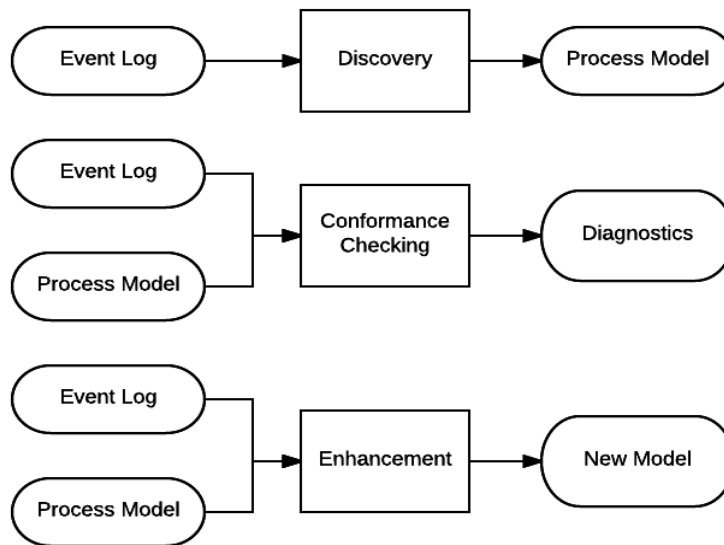 Event Log
Discovery
Process Model
Event Log
Process Model
Conformance
Checking
Diagnostics
Event Log
Process Model
Enhancement
New Model